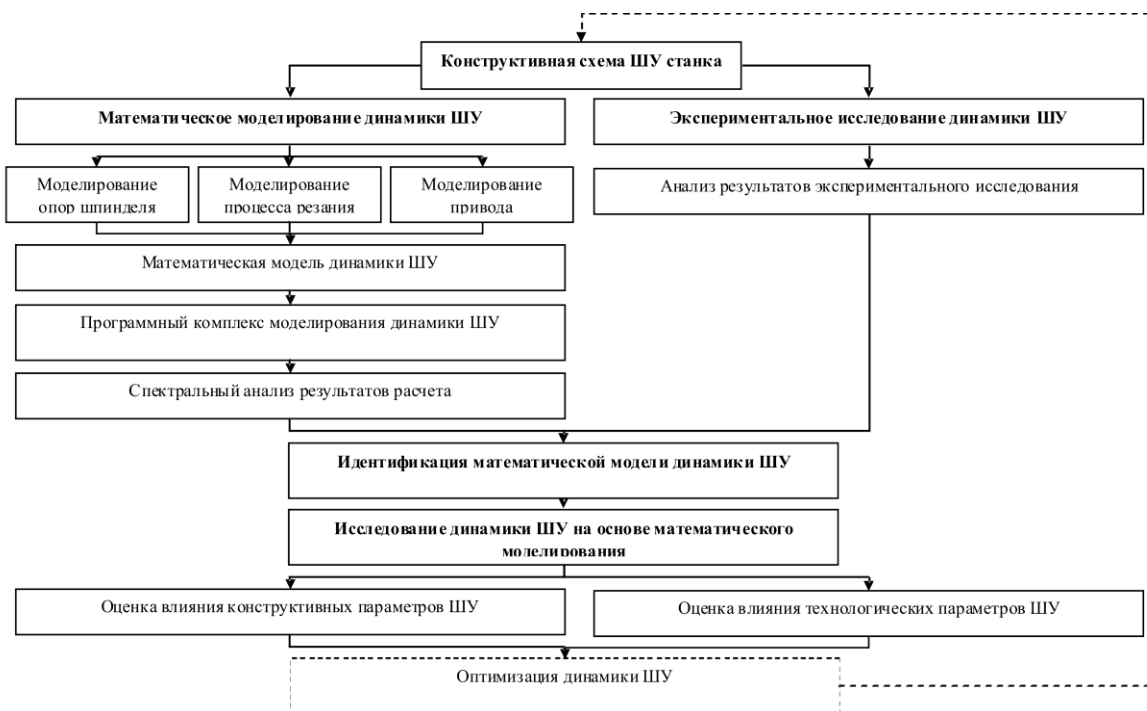 Конструктивная схема ШУ станка
Математическое моделирование динамики ШУ
Экспериментальное исследование динамики ШУ
Моделирование
опор шпинделя
Моделирование
процесса резания
Моделирование
привода
Анализ результатов экспериментального исследования
Математическая модель динамики ШУ
Программный комплекс моделирования динамики ШУ
Спектральный анализ результатов расчета
Идентификация математической модели динамики ШУ
Исследование динамики ШУ на основе математического
моделирования
Оценка влияния конструктивных параметров ШУ
Оценка влияния технологических параметров ШУ
Оптимизация динамики ШУ